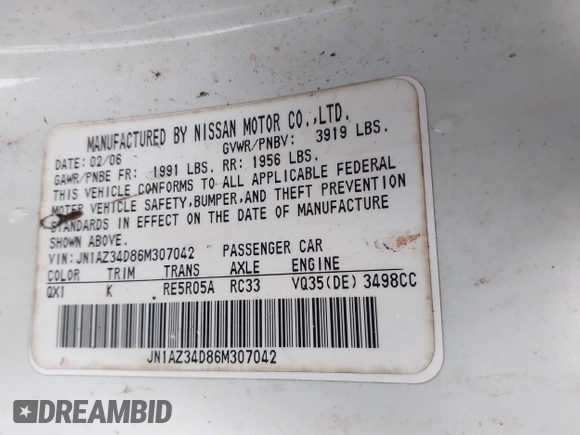 MANUFACTURED BY NISSAN MOTOR CO.,LTD.
DATE: 02/06 GVWR/PNBV: 3919 LBS.
GAWR/PNBE FR: 1991 LBS. RR: 1956 LBS.
THIS VEHICLE CONFORMS TO ALL APPLICABLE FEDERAL
MOTOR VEHICLE SAFETY,BUMPER,AND THEFT PREVENTION
STANDARDS IN EFFECT ON THE DATE OF MANUFACTURE
SHOWN ABOVE.
VIN: JN1AZ34D86M307042 PASSENGER CAR
COLOR TRIM TRANS AXLE ENGINE
QX1 K RE5R05A RC33 VQ35(DE) 3498CC
JN1AZ34D86M307042
DREAMBID